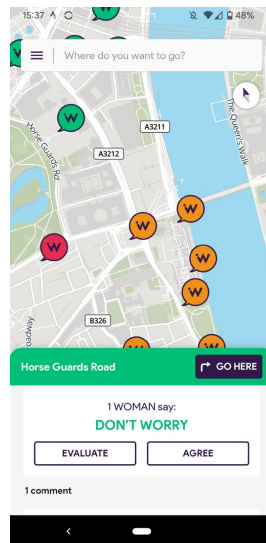 15:37
48%
Where do you want to go?
A3211
The Queen's Walk
Horse Guards Rd
A3212
B326
roadway
Horse Guards Road
GO HERE
1 WOMAN say:
DON'T WORRY
EVALUATE
AGREE
1 comment